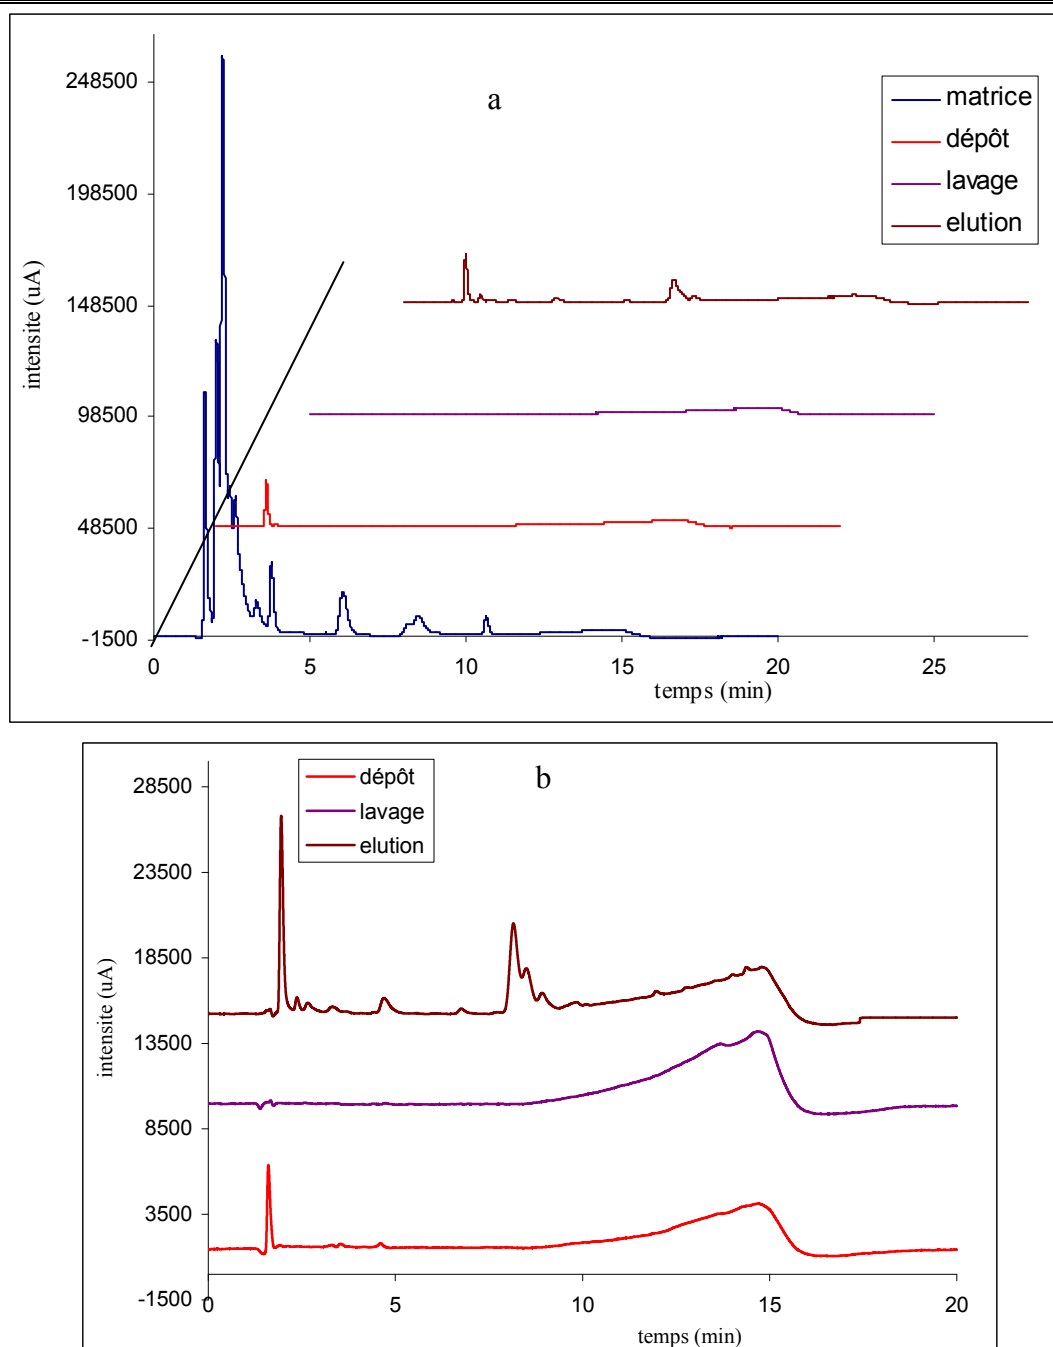 a
248500
198500
148500
98500
48500
-1500
intensite (uA)
matrice
dépôt
lavage
elution
0
5
10
15
20
25
temps (min)
b
dépôt
lavage
elution
28500
23500
18500
13500
8500
3500
-1500
intensite (uA)
0
5
10
15
20
temps (min)